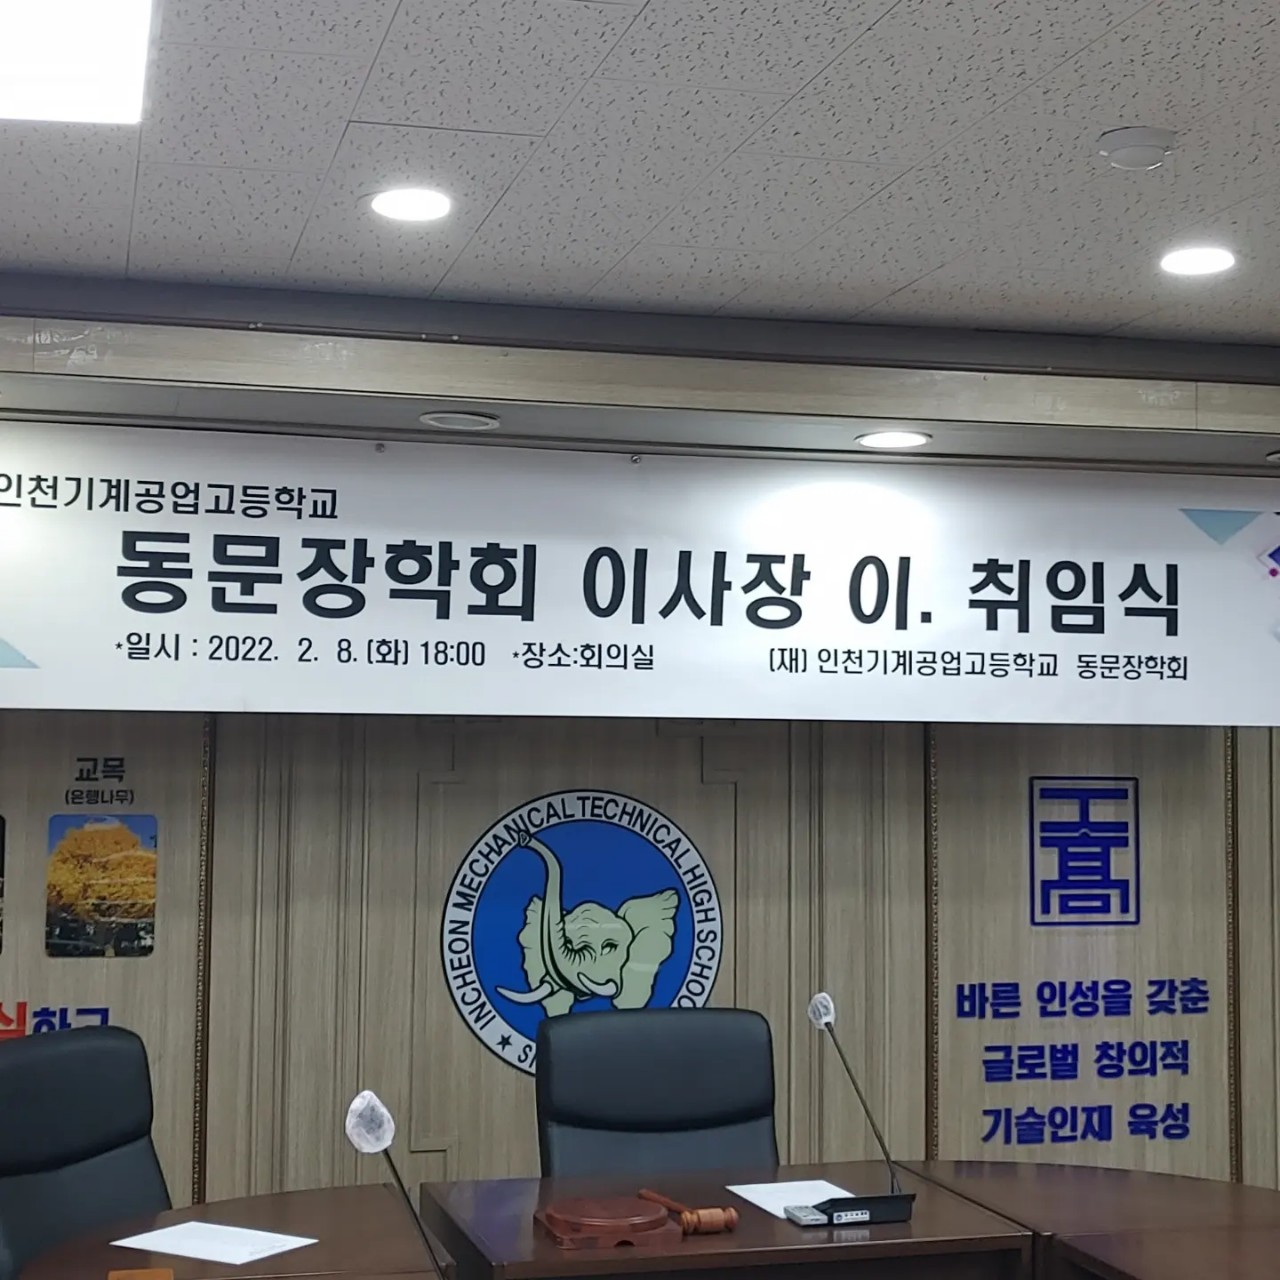 인천기계공업고등학교
동문장학회 이사장 이. 취임식
*일시 : 2022. 2. 8. (화) 18:00 *장소:회의실
(재) 인천기계공업고등학교 동문장학회
교목
(은행나무)
INCHEON MECHANICAL TECHNICAL HIGH SCHOOL
工高
바른 인성을 갖춘
글로벌 창의적
기술인재 육성